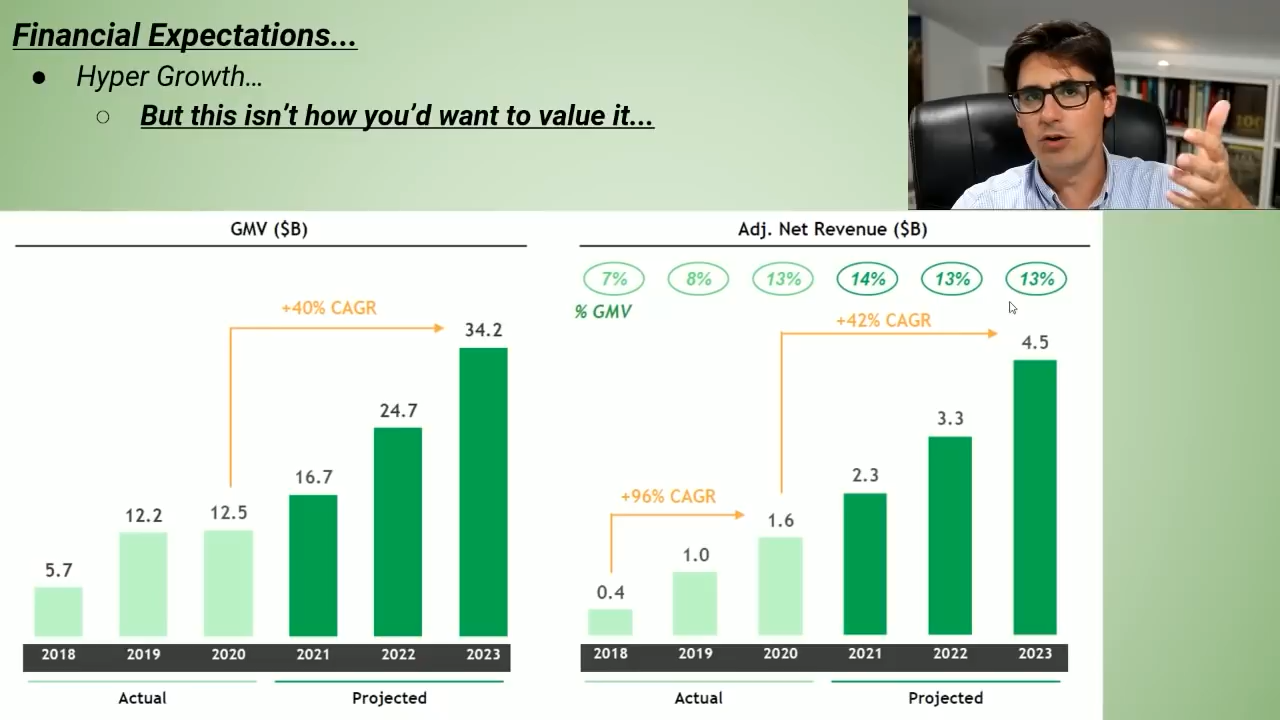 Financial Expectations...
● Hyper Growth...
○ But this isn't how you'd want to value it...
GMV ($B)
+40% CAGR
5.7
12.2
12.5
16.7
24.7
34.2
2018 2019 2020 2021 2022 2023
Actual Projected
Adj. Net Revenue ($B)
7% 8% 13% 14% 13% 13%
% GMV
+96% CAGR
+42% CAGR
0.4
1.0
1.6
2.3
3.3
4.5
2018 2019 2020 2021 2022 2023
Actual Projected